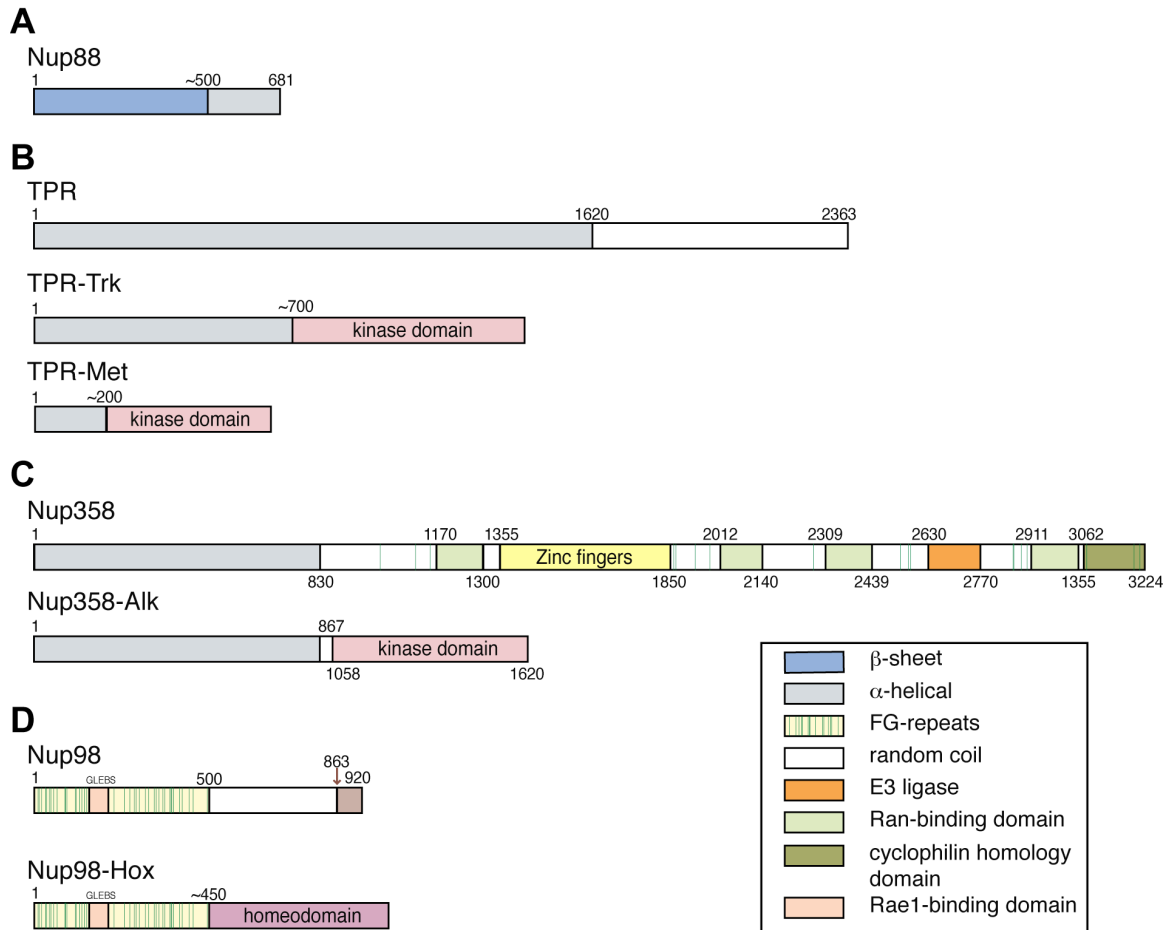 A
Nup88
1 ~500 681
B
TPR
1 1620 2363
TPR-Trk
1 ~700
kinase domain
TPR-Met
1 ~200
kinase domain
C
Nup358
1 1170 1355 2012 2309 2630 2911 3062
Zinc fingers
830 1300 1850 2140 2439 2770 1355 3224
Nup358-Alk
1 867
kinase domain
1058 1620
D
Nup98
1 GLEBS 500 863 920
Nup98-Hox
1 GLEBS ~450
homeodomain
β-sheet
α-helical
FG-repeats
random coil
E3 ligase
Ran-binding domain
cyclophilin homology
domain
Rae1-binding domain